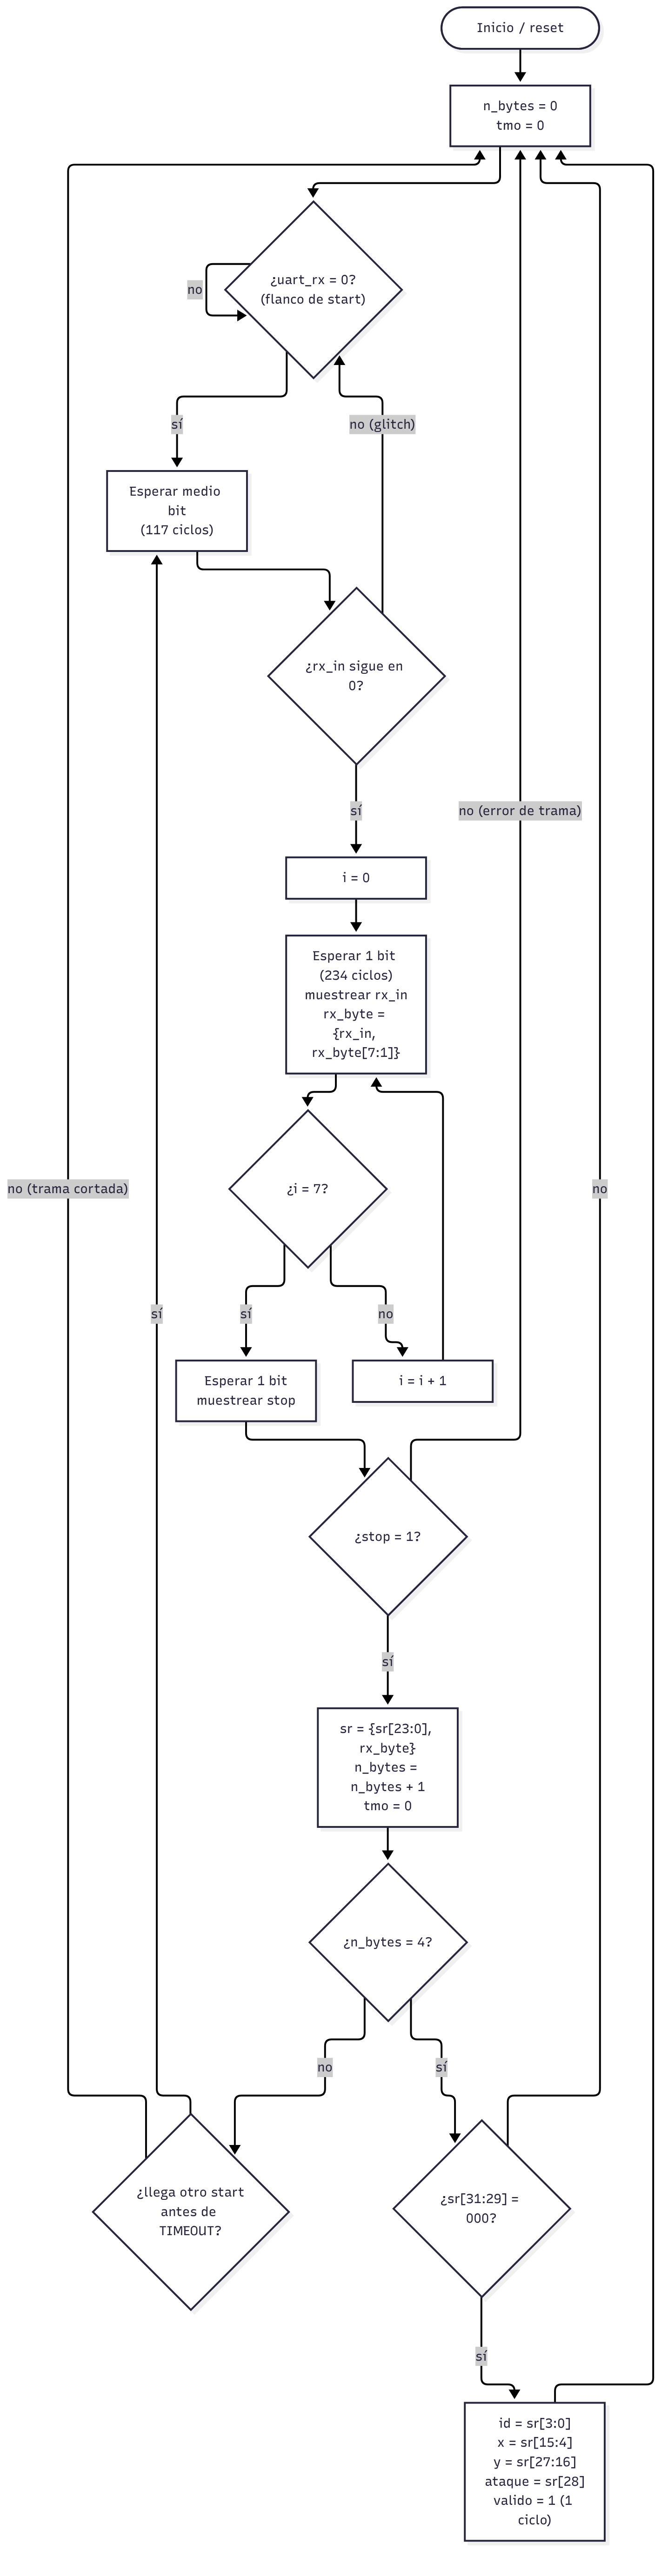 Inicio / reset
n_bytes = 0
tmo = 0
¿uart_rx = 0?
(flanco de start)
no
sí
no (glitch)
Esperar medio
bit
(117 ciclos)
¿rx_in sigue en
0?
sí
no (error de trama)
i = 0
Esperar 1 bit
(234 ciclos)
muestrear rx_in
rx_byte =
{rx_in,
rx_byte[7:1]}
no (trama cortada)
¿i = 7?
no
sí
sí
no
Esperar 1 bit
muestrear stop
i = i + 1
¿stop = 1?
sí
sr = {sr[23:0],
rx_byte}
n_bytes =
n_bytes + 1
tmo = 0
¿n_bytes = 4?
no
sí
¿llega otro start
antes de
TIMEOUT?
¿sr[31:29] =
000?
sí
id = sr[3:0]
x = sr[15:4]
y = sr[27:16]
ataque = sr[28]
valido = 1 (1
ciclo)